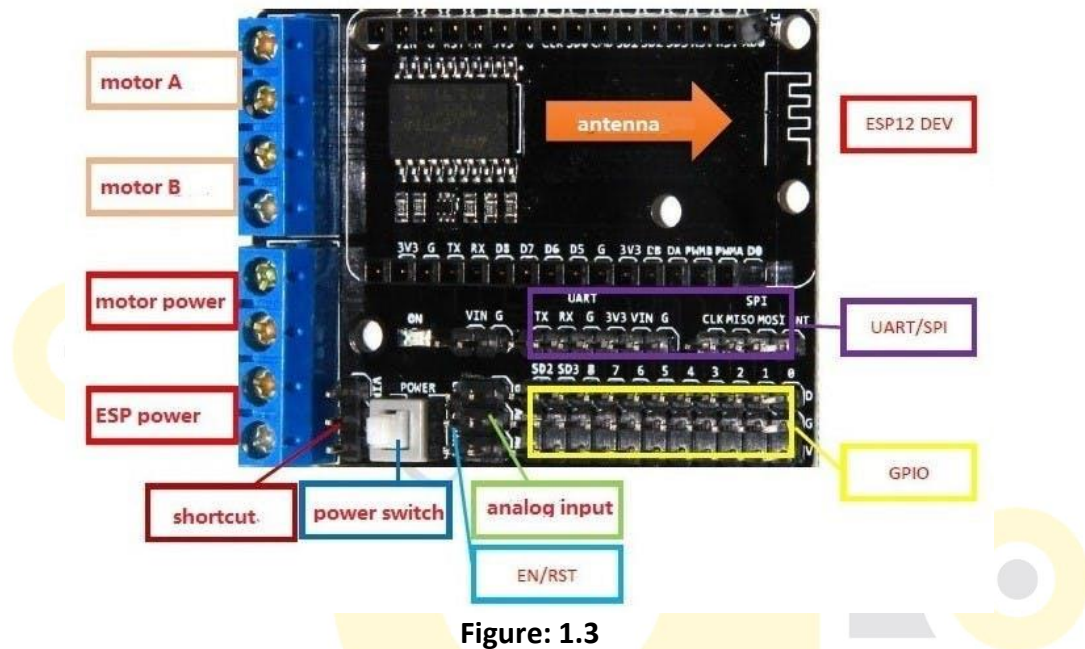 motor A
motor B
motor power
ESP power
shortcut
power switch
analog input
EN/RST
GPIO
UART/SPI
ESP12 DEV
antenna
3V3 G TX RX D8 D7 D6 D5 G 3V3 DB DA PWMB PWMA D0
UART SPI
ON VIN G TX RX G 3V3 VIN G CLK MISO MOSI
SD2 SD3 8 7 6 5 4 3 2 1 0
VIN POWER
D
G
V
Figure: 1.3